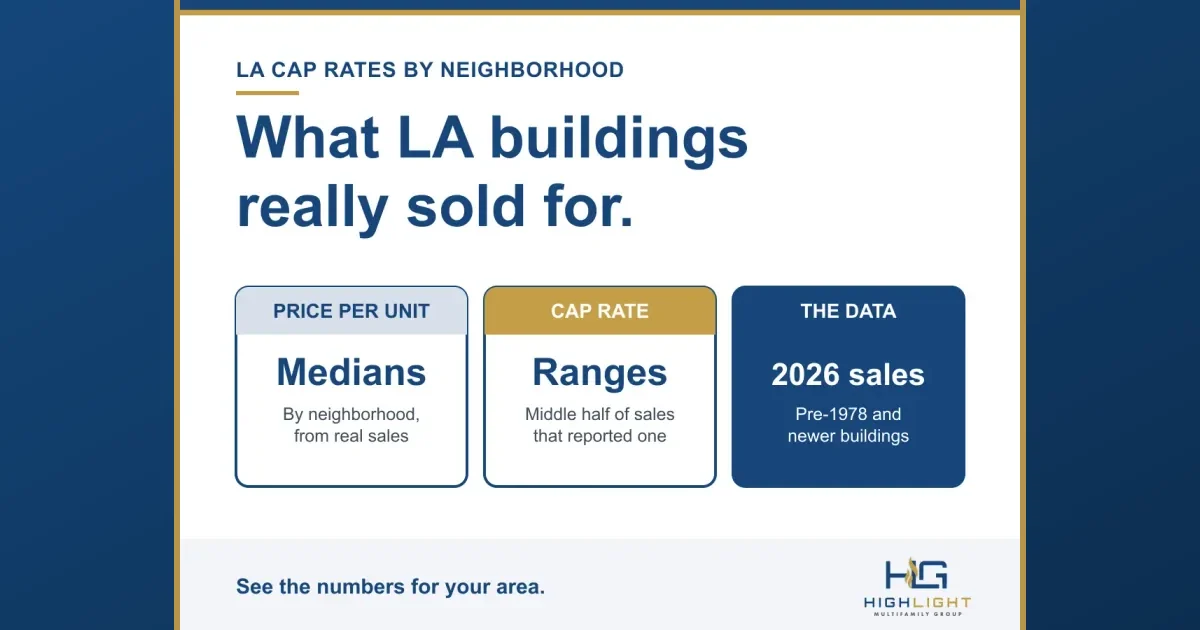 LA CAP RATES BY NEIGHBORHOOD
What LA buildings
really sold for.
PRICE PER UNIT
Medians
By neighborhood,
from real sales
CAP RATE
Ranges
Middle half of sales
that reported one
THE DATA
2026 sales
Pre-1978 and
newer buildings
See the numbers for your area.
HLG
HIGHLIGHT
MULTIFAMILY GROUP